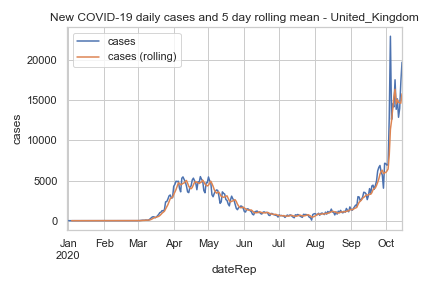 New COVID-19 daily cases and 5 day rolling mean - United_Kingdom
cases
cases (rolling)
20000
15000
10000
5000
0
cases
Jan Feb Mar Apr May Jun Jul Aug Sep Oct
2020
dateRep